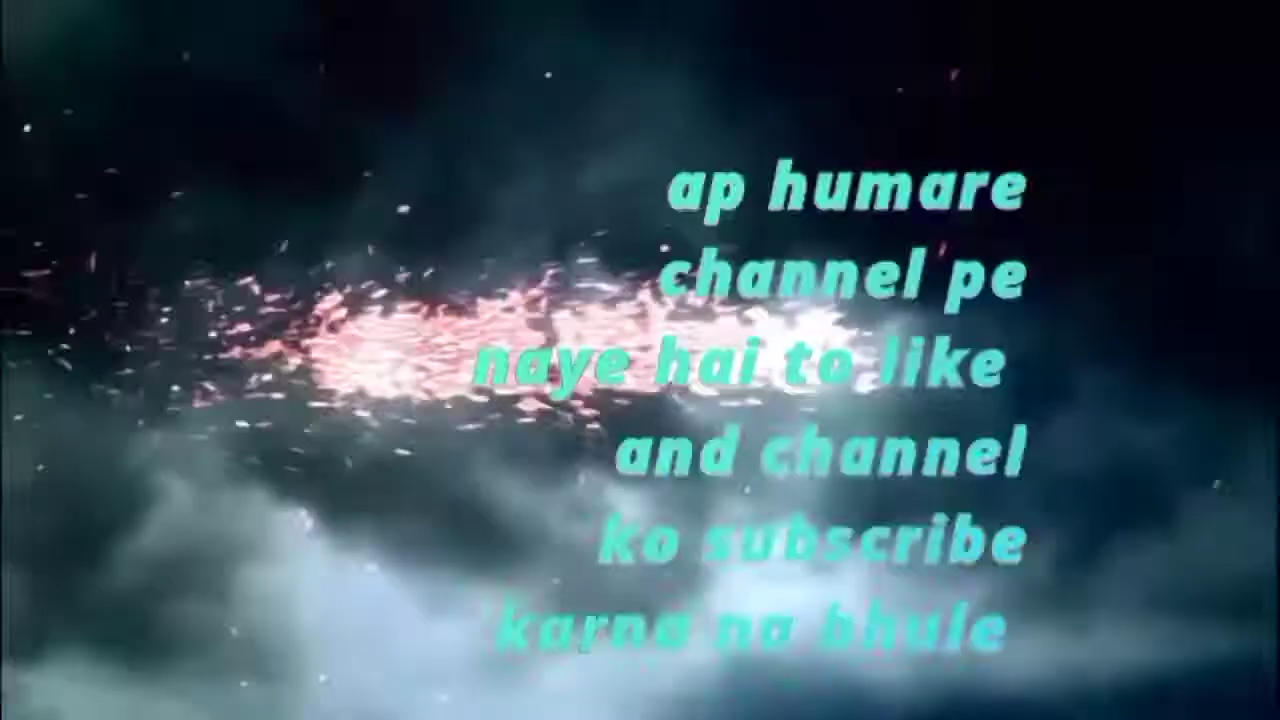 ap humare
channel pe
naye hai to like
and channel
ko subscribe
karna na bhule